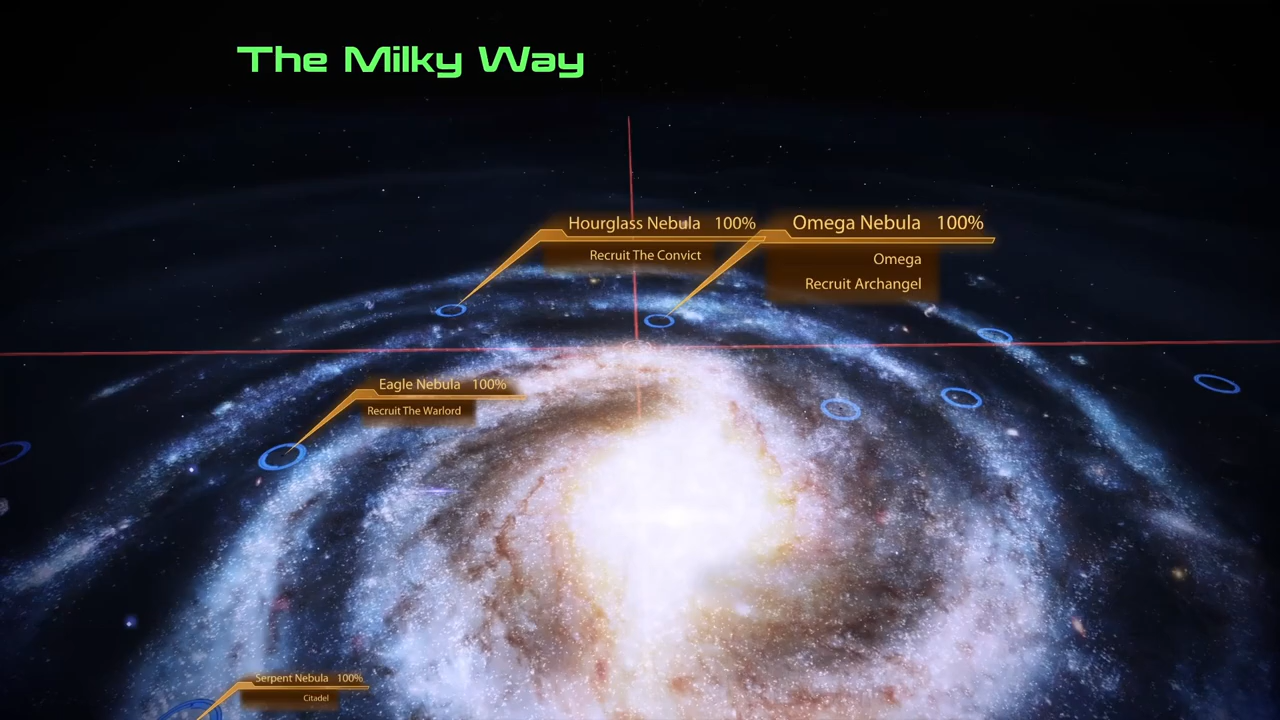 The Milky Way
Hourglass Nebula 100%
Recruit The Convict
Omega Nebula 100%
Omega
Recruit Archangel
Eagle Nebula 100%
Recruit The Warlord
Serpent Nebula 100%
Citadel